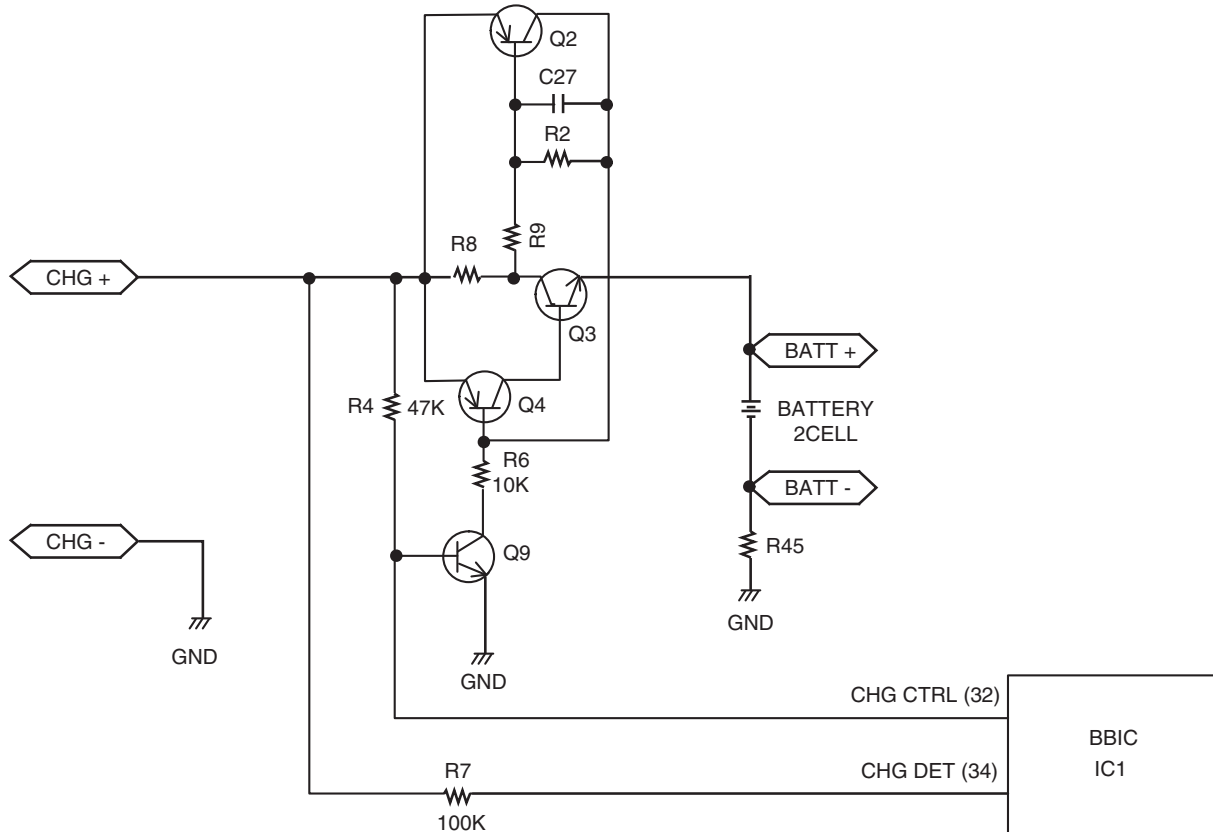 Q2
C27
R2
R9
R8
CHG +
Q3
BATT +
R4 47K
Q4
BATTERY
2CELL
R6
10K
BATT -
CHG -
Q9
R45
GND
GND
GND
CHG CTRL (32)
BBIC
IC1
CHG DET (34)
R7
100K